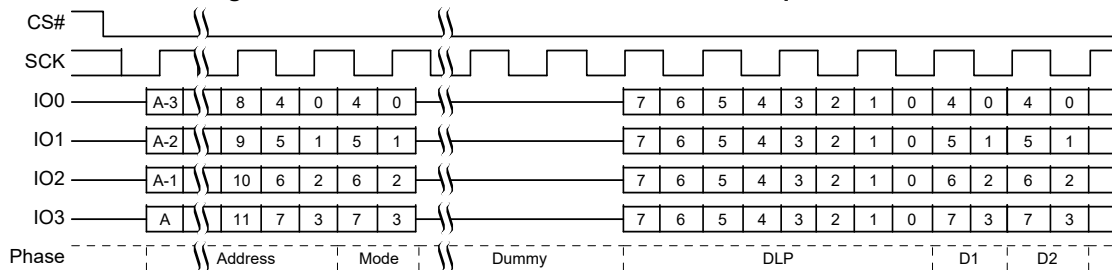 CS#
SCK
IO0 A-3 8 4 0 4 0 7 6 5 4 3 2 1 0 4 0 4 0
IO1 A-2 9 5 1 5 1 7 6 5 4 3 2 1 0 5 1 5 1
IO2 A-1 10 6 2 6 2 7 6 5 4 3 2 1 0 6 2 6 2
IO3 A 11 7 3 7 3 7 6 5 4 3 2 1 0 7 3 7 3
Phase Address Mode Dummy DLP D1 D2